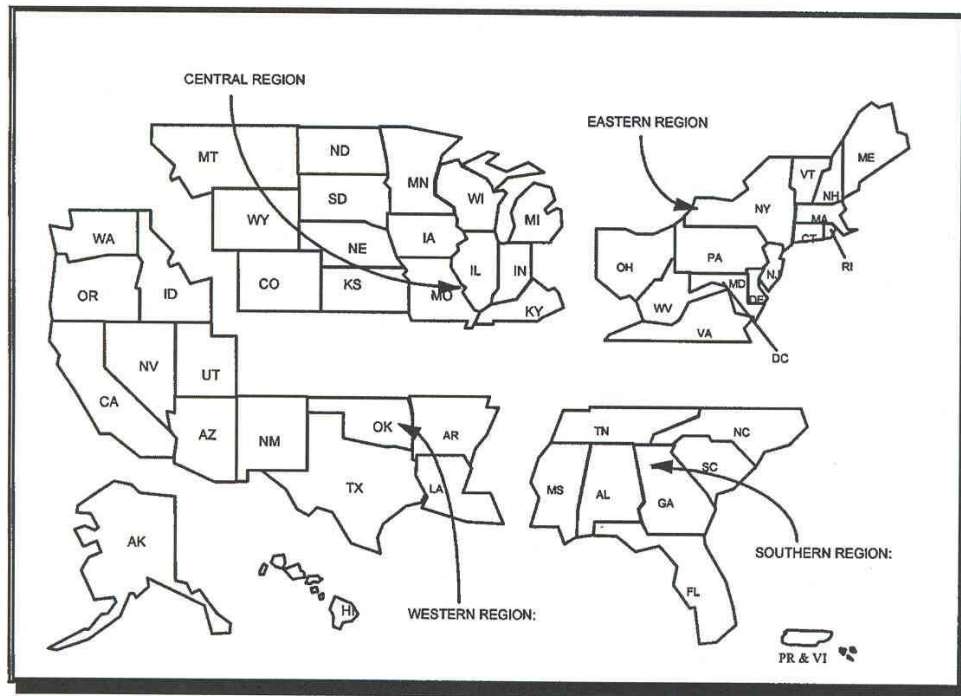 CENTRAL REGION
EASTERN REGION
MT
ND
MN
WI
MI
SD
WY
IA
NE
IL
IN
CO
KS
MO
KY
ME
VT
NH
NY
MA
CT
RI
PA
OH
NJ
MD
DE
WV
VA
DC
WA
OR
ID
NV
UT
CA
AZ
NM
OK
AR
TX
LA
TN
NC
SC
MS
AL
GA
FL
SOUTHERN REGION:
AK
HI
WESTERN REGION:
PR & VI